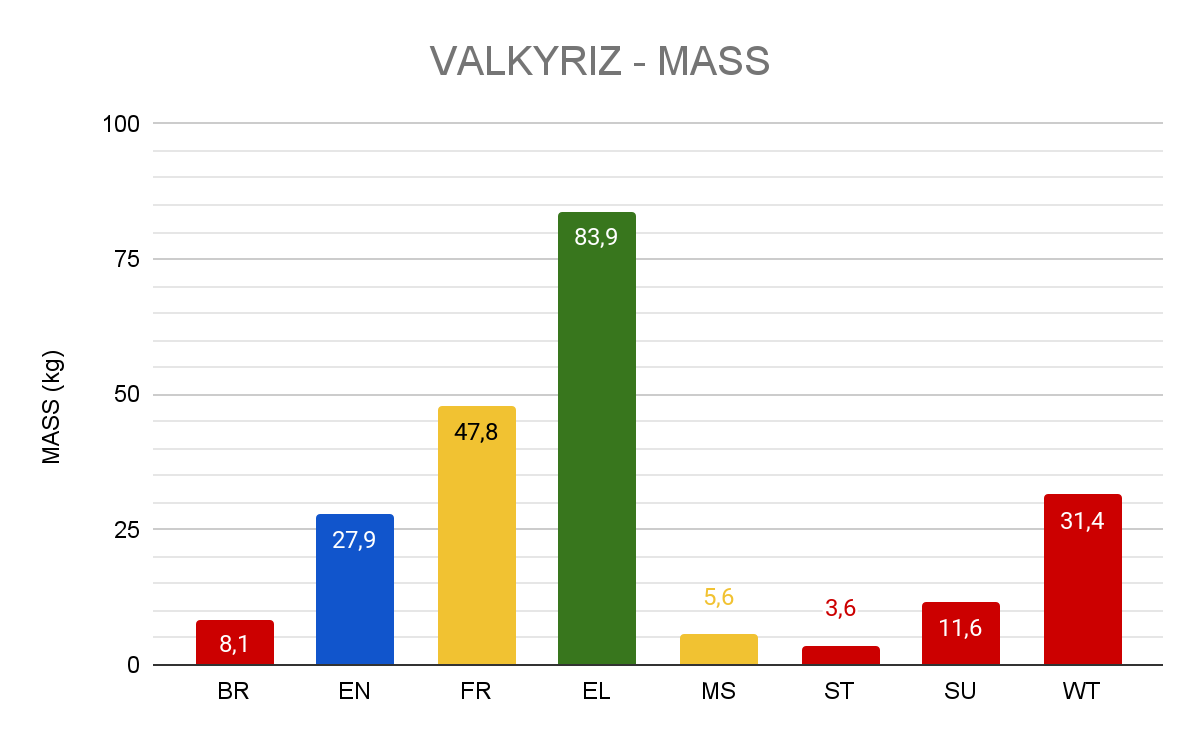 VALKYRIZ - MASS
100
75
50
25
0
MASS (kg)
8,1
27,9
47,8
83,9
5,6
3,6
11,6
31,4
BR
EN
FR
EL
MS
ST
SU
WT